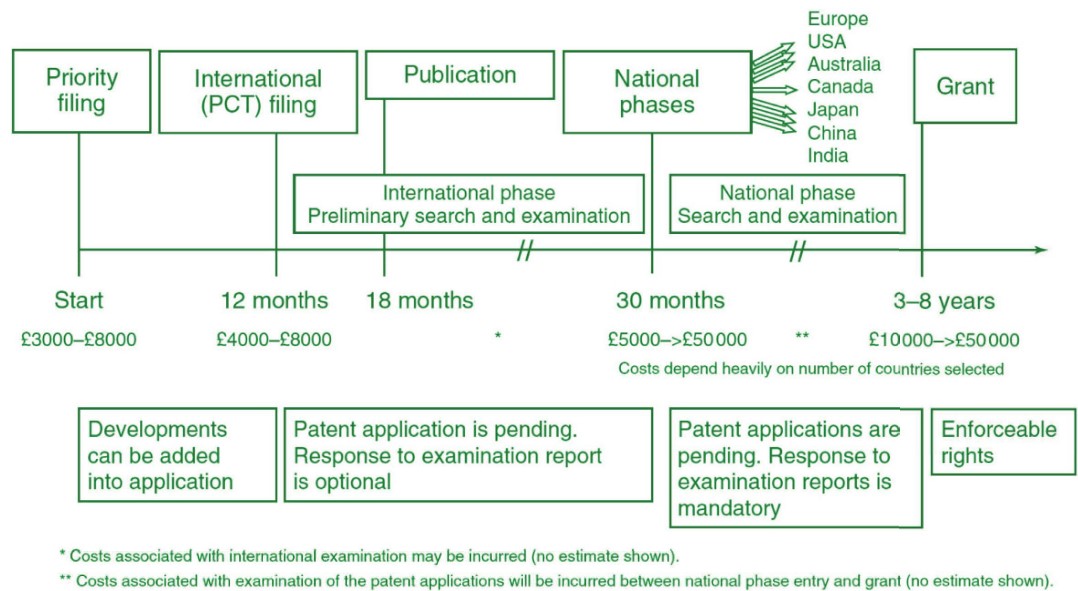 Priority
filing
International
(PCT) filing
Publication
National
phases
Europe
USA
Australia
Canada
Japan
China
India
Grant
International phase
Preliminary search and examination
National phase
Search and examination
//
//
Start
12 months
18 months
30 months
3–8 years
£3000–£8000
£4000–£8000
*
£5000–>£50 000
**
£10 000–>£50 000
Costs depend heavily on number of countries selected
Developments
can be added
into application
Patent application is pending.
Response to examination report
is optional
Patent applications are
pending. Response to
examination reports is
mandatory
Enforceable
rights
* Costs associated with international examination may be incurred (no estimate shown).
** Costs associated with examination of the patent applications will be incurred between national phase entry and grant (no estimate shown).